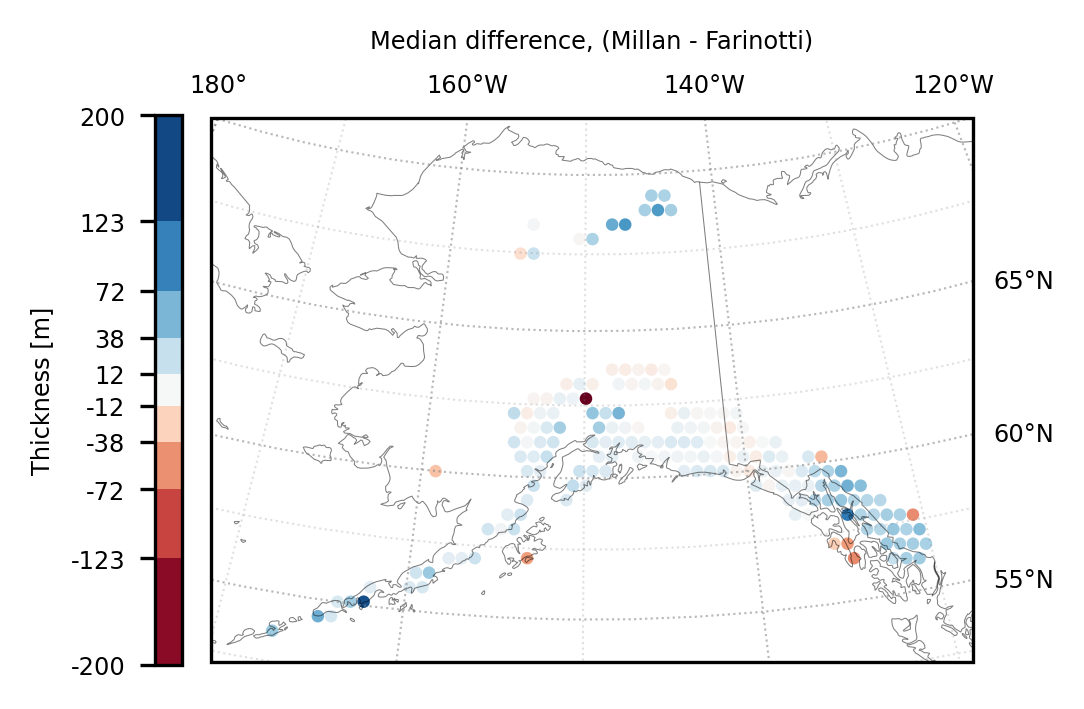 Median difference, (Millan - Farinotti)
180° 160°W 140°W 120°W
200
123
72
38
12
-12
-38
-72
-123
-200
Thickness [m]
65°N
60°N
55°N